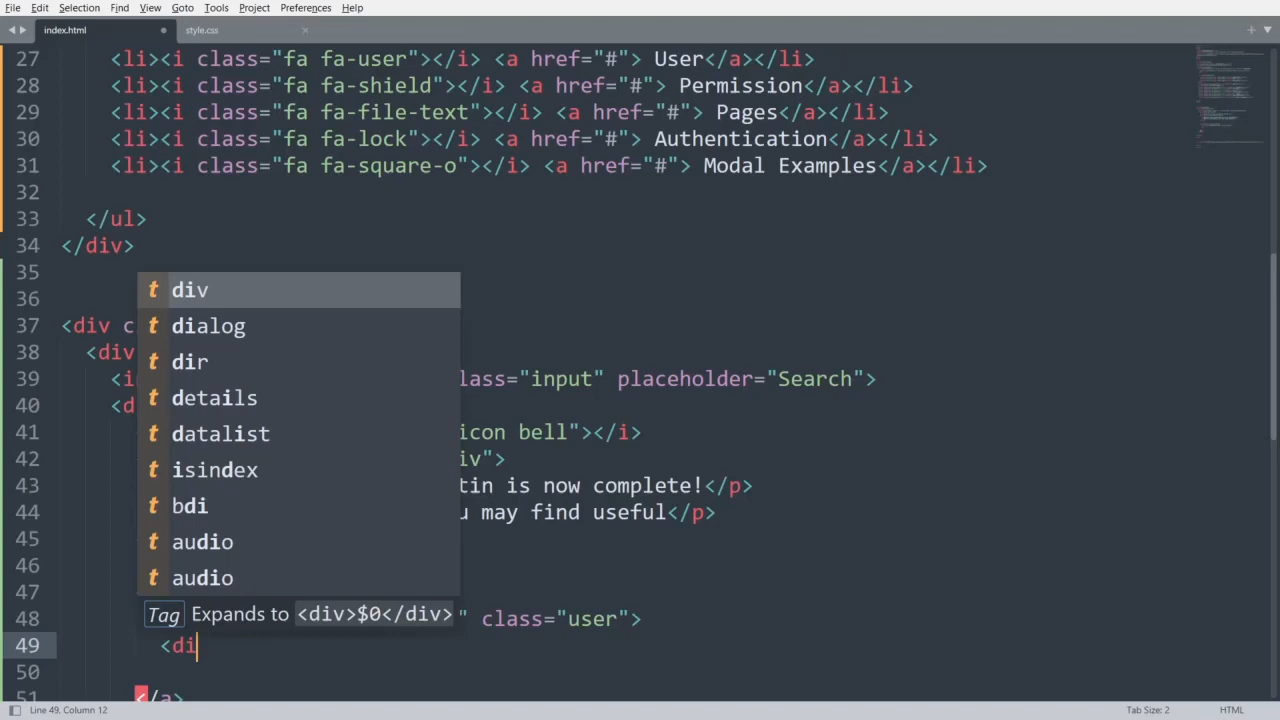 File Edit Selection Find View Goto Tools Project Preferences Help
index.html style.css
27 <li><i class="fa fa-user"></i> <a href="#"> User</a></li>
28 <li><i class="fa fa-shield"></i> <a href="#"> Permission</a></li>
29 <li><i class="fa fa-file-text"></i> <a href="#"> Pages</a></li>
30 <li><i class="fa fa-lock"></i> <a href="#"> Authentication</a></li>
31 <li><i class="fa fa-square-o"></i> <a href="#"> Modal Examples</a></li>
32
33 </ul>
34 </div>
35
t div
36
37 <div c
t dialog
38 <div
t dir
39 <in lass="input" placeholder="Search">
t details
40 <d
t datalist
41 icon bell"></i>
42 iv">
t isindex
43 tin is now complete!</p>
t bdi
44 u may find useful</p>
45
t audio
46
t audio
47
Tag Expands to <div>$0</div>
48 " class="user">
49 <di
50
51 </a>
Line 49, Column 12 Tab Size: 2 HTML